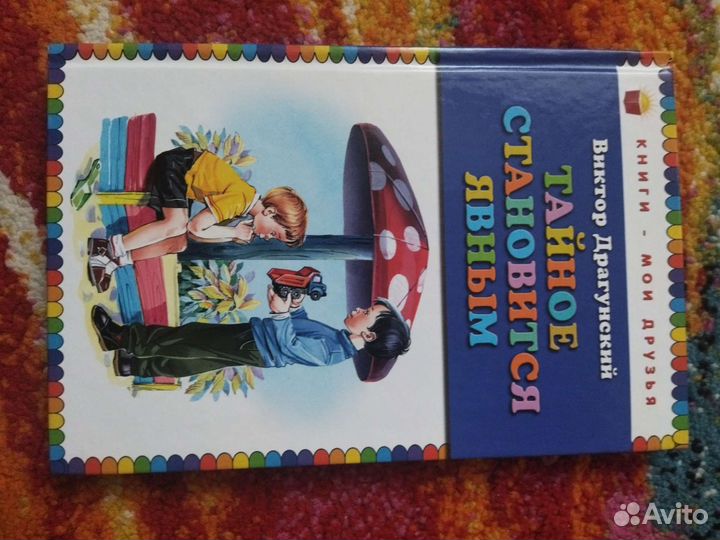 КНИГИ - МОИ ДРУЗЬЯ
Виктор Драгунский
ТАЙНОЕ
СТАНОВИТСЯ
ЯВНЫМ
Avito